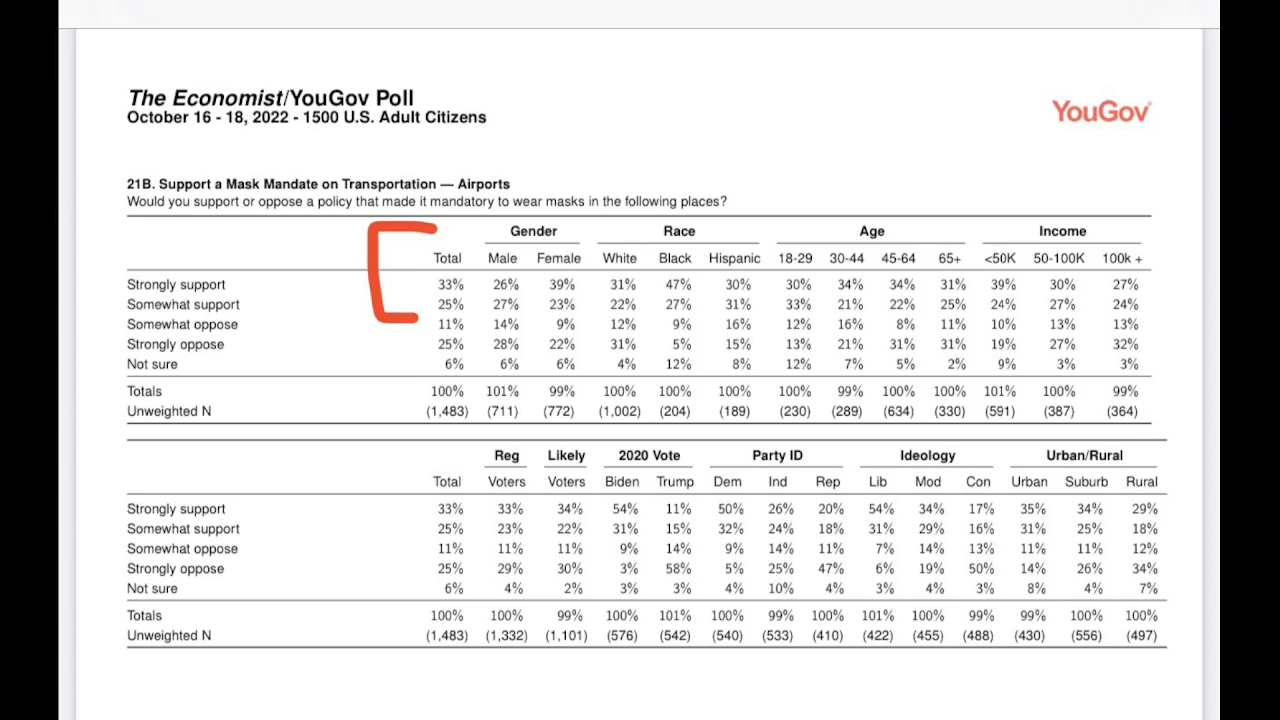 The Economist/YouGov Poll
October 16 - 18, 2022 - 1500 U.S. Adult Citizens
YouGov
21B. Support a Mask Mandate on Transportation — Airports
Would you support or oppose a policy that made it mandatory to wear masks in the following places?
Gender Race Age Income
Total Male Female White Black Hispanic 18-29 30-44 45-64 65+ <50K 50-100K 100k +
Strongly support 33% 26% 39% 31% 47% 30% 30% 34% 34% 31% 39% 30% 27%
Somewhat support 25% 27% 23% 22% 27% 31% 33% 21% 22% 25% 24% 27% 24%
Somewhat oppose 11% 14% 9% 12% 9% 16% 12% 16% 8% 11% 10% 13% 13%
Strongly oppose 25% 28% 22% 31% 5% 15% 13% 21% 31% 31% 19% 27% 32%
Not sure 6% 6% 6% 4% 12% 8% 12% 7% 5% 2% 9% 3% 3%
Totals 100% 101% 99% 100% 100% 100% 100% 99% 100% 100% 101% 100% 99%
Unweighted N (1,483) (711) (772) (1,002) (204) (189) (230) (289) (634) (330) (591) (387) (364)
Reg Likely 2020 Vote Party ID Ideology Urban/Rural
Total Voters Voters Biden Trump Dem Ind Rep Lib Mod Con Urban Suburb Rural
Strongly support 33% 33% 34% 54% 11% 50% 26% 20% 54% 34% 17% 35% 34% 29%
Somewhat support 25% 23% 22% 31% 15% 32% 24% 18% 31% 29% 16% 31% 25% 18%
Somewhat oppose 11% 11% 11% 9% 14% 9% 14% 11% 7% 14% 13% 11% 11% 12%
Strongly oppose 25% 29% 30% 3% 58% 5% 25% 47% 6% 19% 50% 14% 26% 34%
Not sure 6% 4% 2% 3% 3% 4% 10% 4% 3% 4% 3% 8% 4% 7%
Totals 100% 100% 99% 100% 101% 100% 99% 100% 101% 100% 99% 99% 100% 100%
Unweighted N (1,483) (1,332) (1,101) (576) (542) (540) (533) (410) (422) (455) (488) (430) (556) (497)